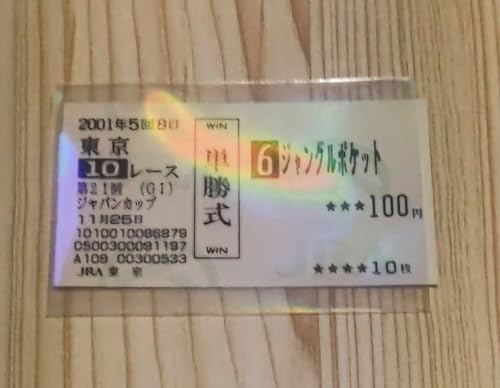 2001年5回8日
東京
10レース
第21回 (GI)
ジャパンカップ
11月25日
1010010086879
0500300091197
A109 00300533
JRA 東 京
WIN
単勝式
WIN
6 ジャングルポケット
★★★100円
★★★★10枚